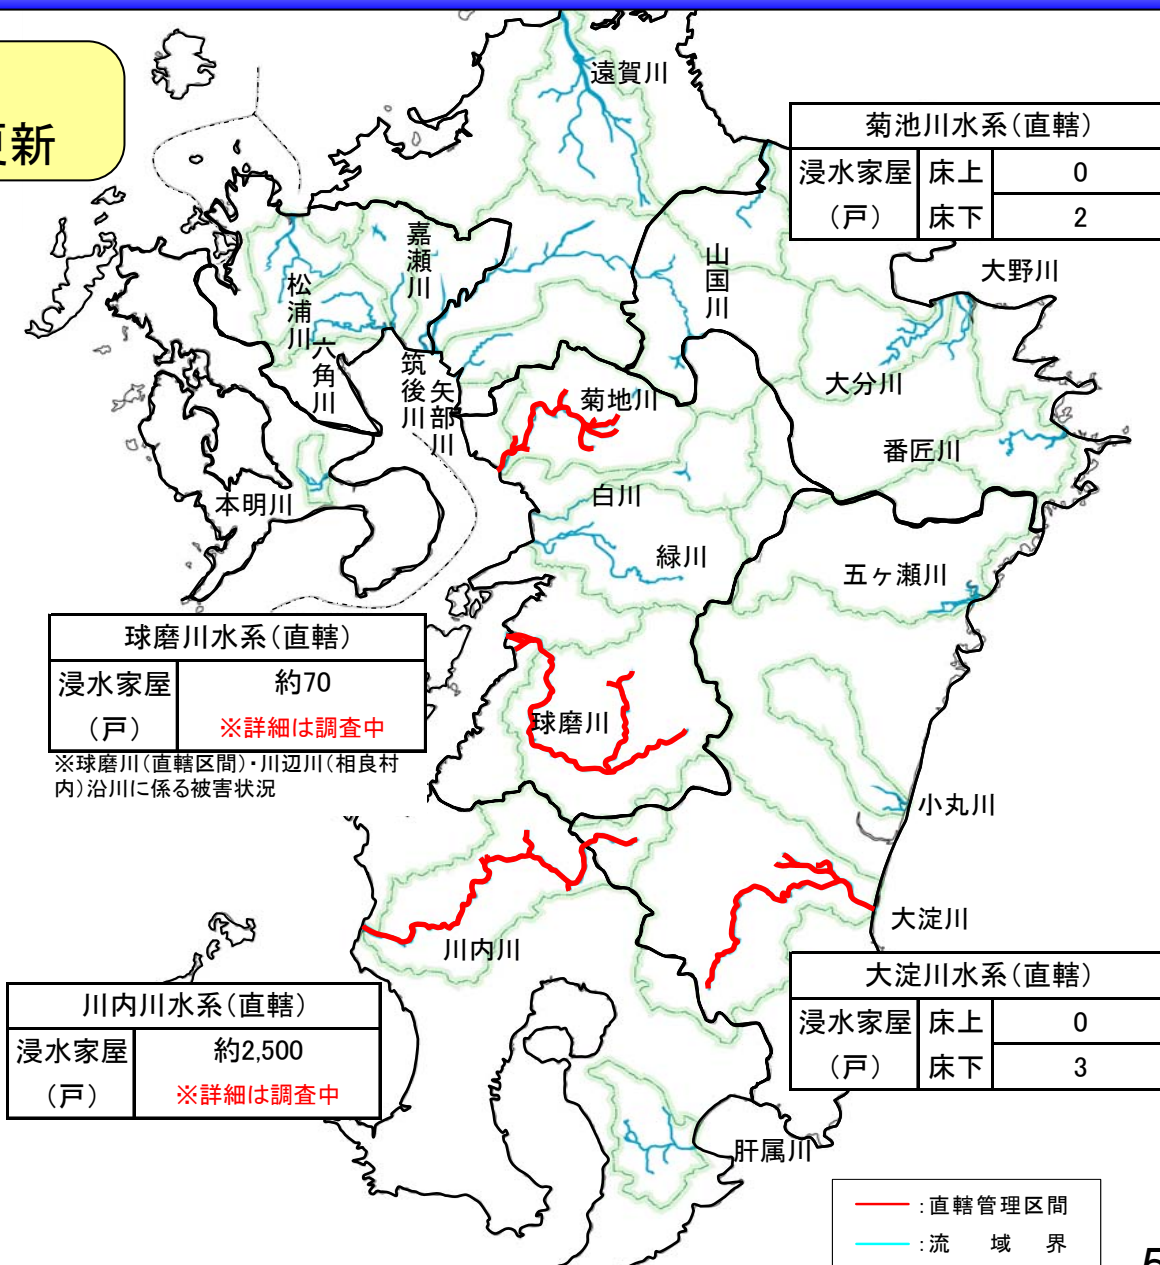 更新
遠賀川
菊池川水系(直轄)
浸水家屋 床上 0
(戸) 床下 2
嘉瀬川
山国川
大野川
松浦川
六角川
筑後川
矢部川
大分川
菊地川
番匠川
本明川
白川
緑川
五ヶ瀬川
球磨川水系(直轄)
浸水家屋 約70
(戸) ※詳細は調査中
※球磨川(直轄区間)・川辺川(相良村
内)沿川に係る被害状況
球磨川
小丸川
大淀川
川内川
大淀川水系(直轄)
浸水家屋 床上 0
(戸) 床下 3
川内川水系(直轄)
浸水家屋 約2,500
(戸) ※詳細は調査中
肝属川
:直轄管理区間
:流 域 界
5